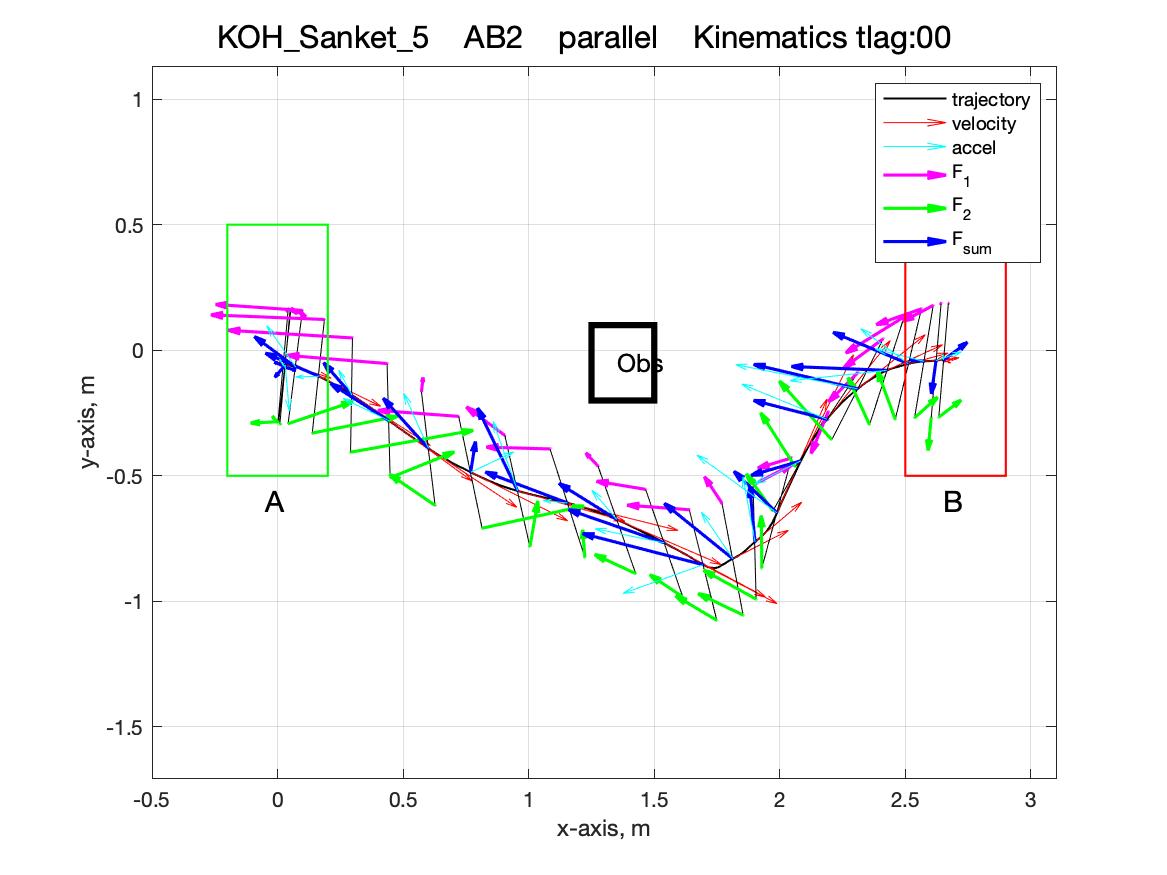 KOH_Sanket_5 AB2 parallel Kinematics tlag:00
trajectory
velocity
accel
F1
F2
Fsum
1
0.5
0
-0.5
-1
-1.5
y-axis, m
Obs
A
B
-0.5 0 0.5 1 1.5 2 2.5 3
x-axis, m